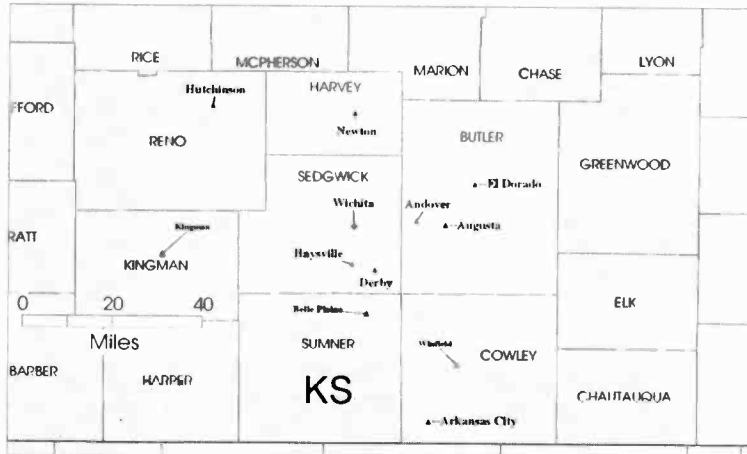 RICE
MCPHERSON
MARION
CHASE
LYON
Hutchinson
HARVEY
FFORD
Newton
RENO
BUTLER
GREENWOOD
SEDGWICK
El Dorado
Wichita
Andover
Kingman
Augusta
RATT
Haysville
KINGMAN
Derby
ELK
0 20 40
Belle Plaine
Miles
SUMNER
Winfield
COWLEY
BARBER
HARPER
KS
CHAUTAUQUA
Arkansas City